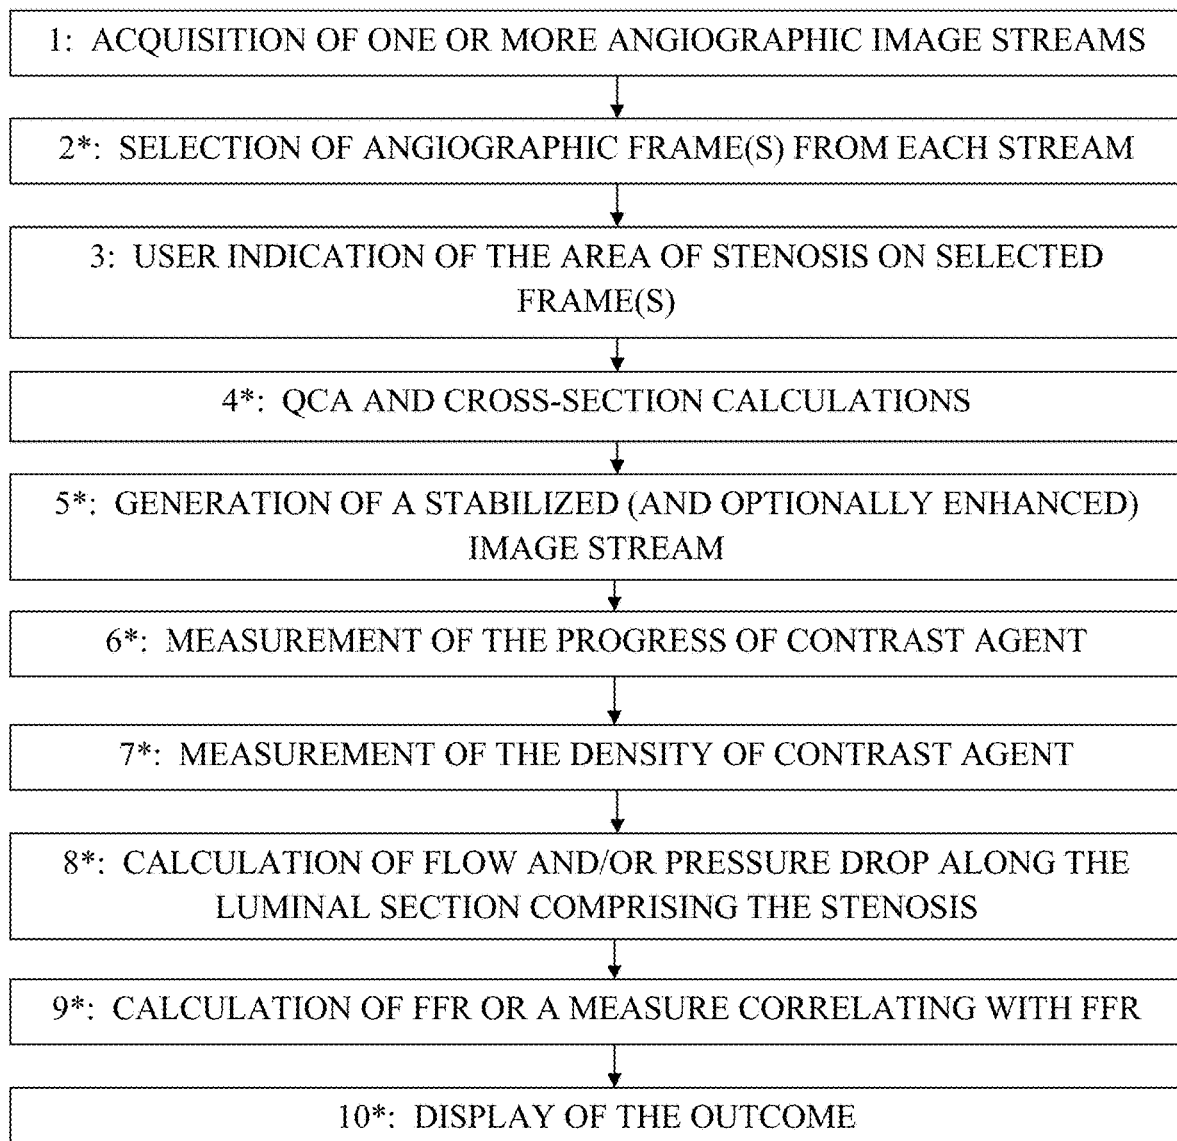 1: ACQUISITION OF ONE OR MORE ANGIOGRAPHIC IMAGE STREAMS
2*: SELECTION OF ANGIOGRAPHIC FRAME(S) FROM EACH STREAM
3: USER INDICATION OF THE AREA OF STENOSIS ON SELECTED
FRAME(S)
4*: QCA AND CROSS-SECTION CALCULATIONS
5*: GENERATION OF A STABILIZED (AND OPTIONALLY ENHANCED)
IMAGE STREAM
6*: MEASUREMENT OF THE PROGRESS OF CONTRAST AGENT
7*: MEASUREMENT OF THE DENSITY OF CONTRAST AGENT
8*: CALCULATION OF FLOW AND/OR PRESSURE DROP ALONG THE
LUMINAL SECTION COMPRISING THE STENOSIS
9*: CALCULATION OF FFR OR A MEASURE CORRELATING WITH FFR
10*: DISPLAY OF THE OUTCOME